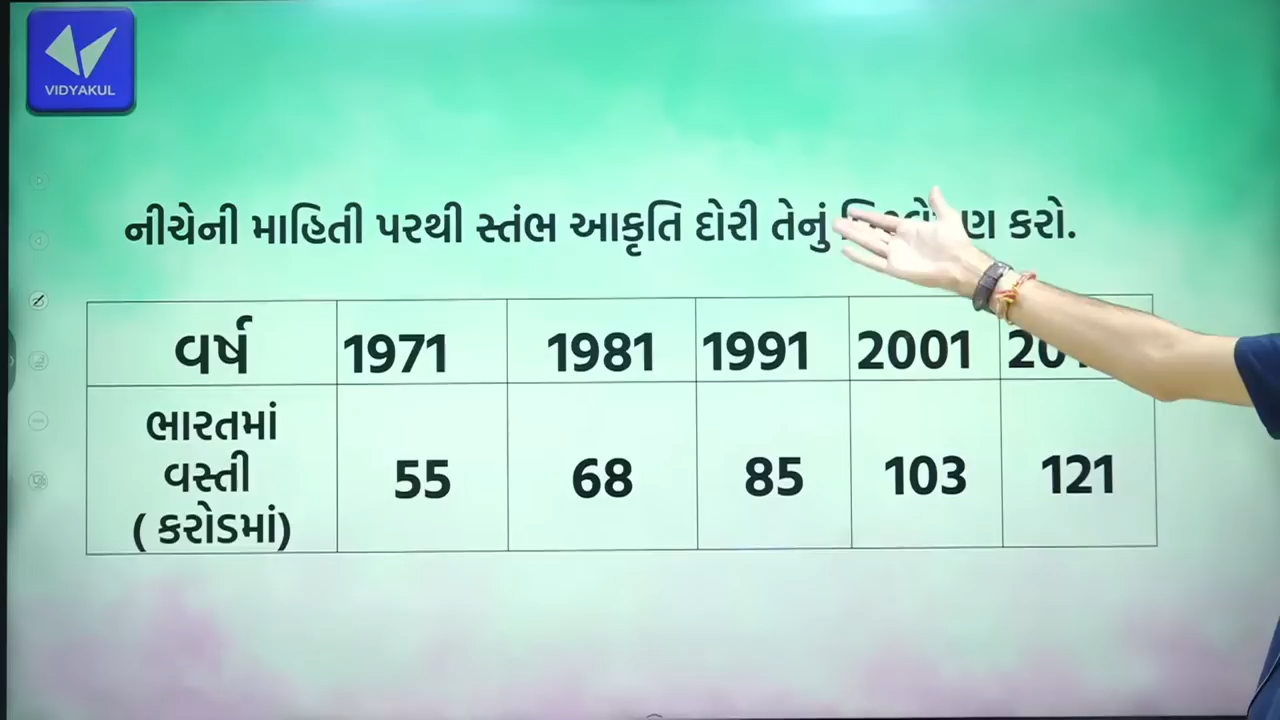 VIDYAKUL
નીચેની માહિતી પરથી સ્તંભ આકૃતિ દોરી તેનું કરો.
વર્ષ 1971 1981 1991 2001
ભારતમાં
વસ્તી
( કરોડમાં) 55 68 85 103 121